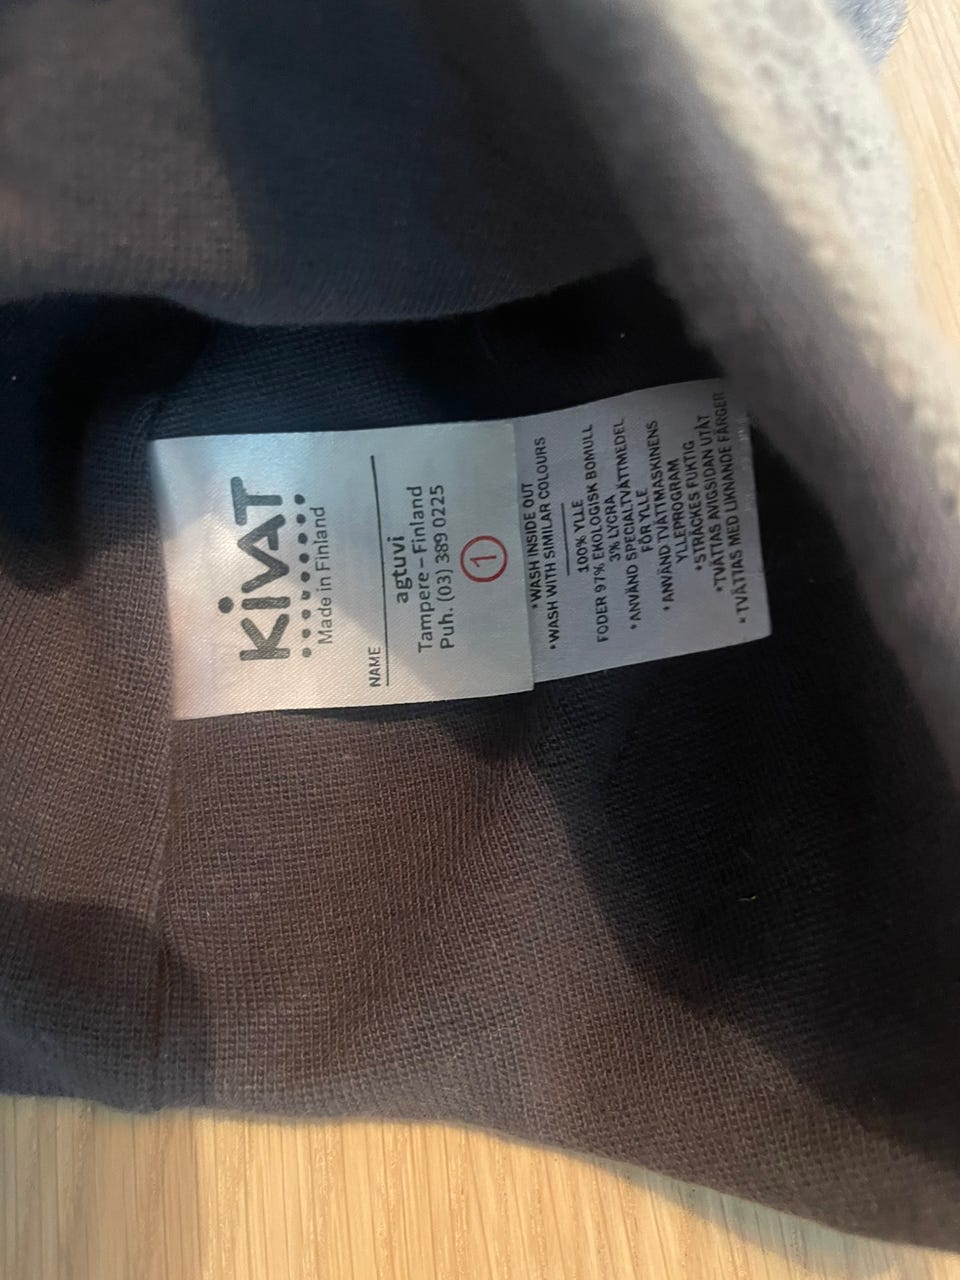 KiVAT
Made in Finland
NAME
agtuvi
Tampere – Finland
Puh. (03) 389 0225
1
*WASH INSIDE OUT
*WASH WITH SIMILAR COLOURS
100% YLLE
FODER 97% EKOLOGISK BOMULL
3% LYCRA
*ANVÄND SPECIALTVÄTTMEDEL
FÖR YLLE
*ANVÄND TVÄTTMASKINENS
YLLEPROGRAM
*STRÄCKES FUKTIG
*TVÄTTAS AVIGSIDAN UTÅT
*TVÄTTAS MED LIKNANDE FÄRGER